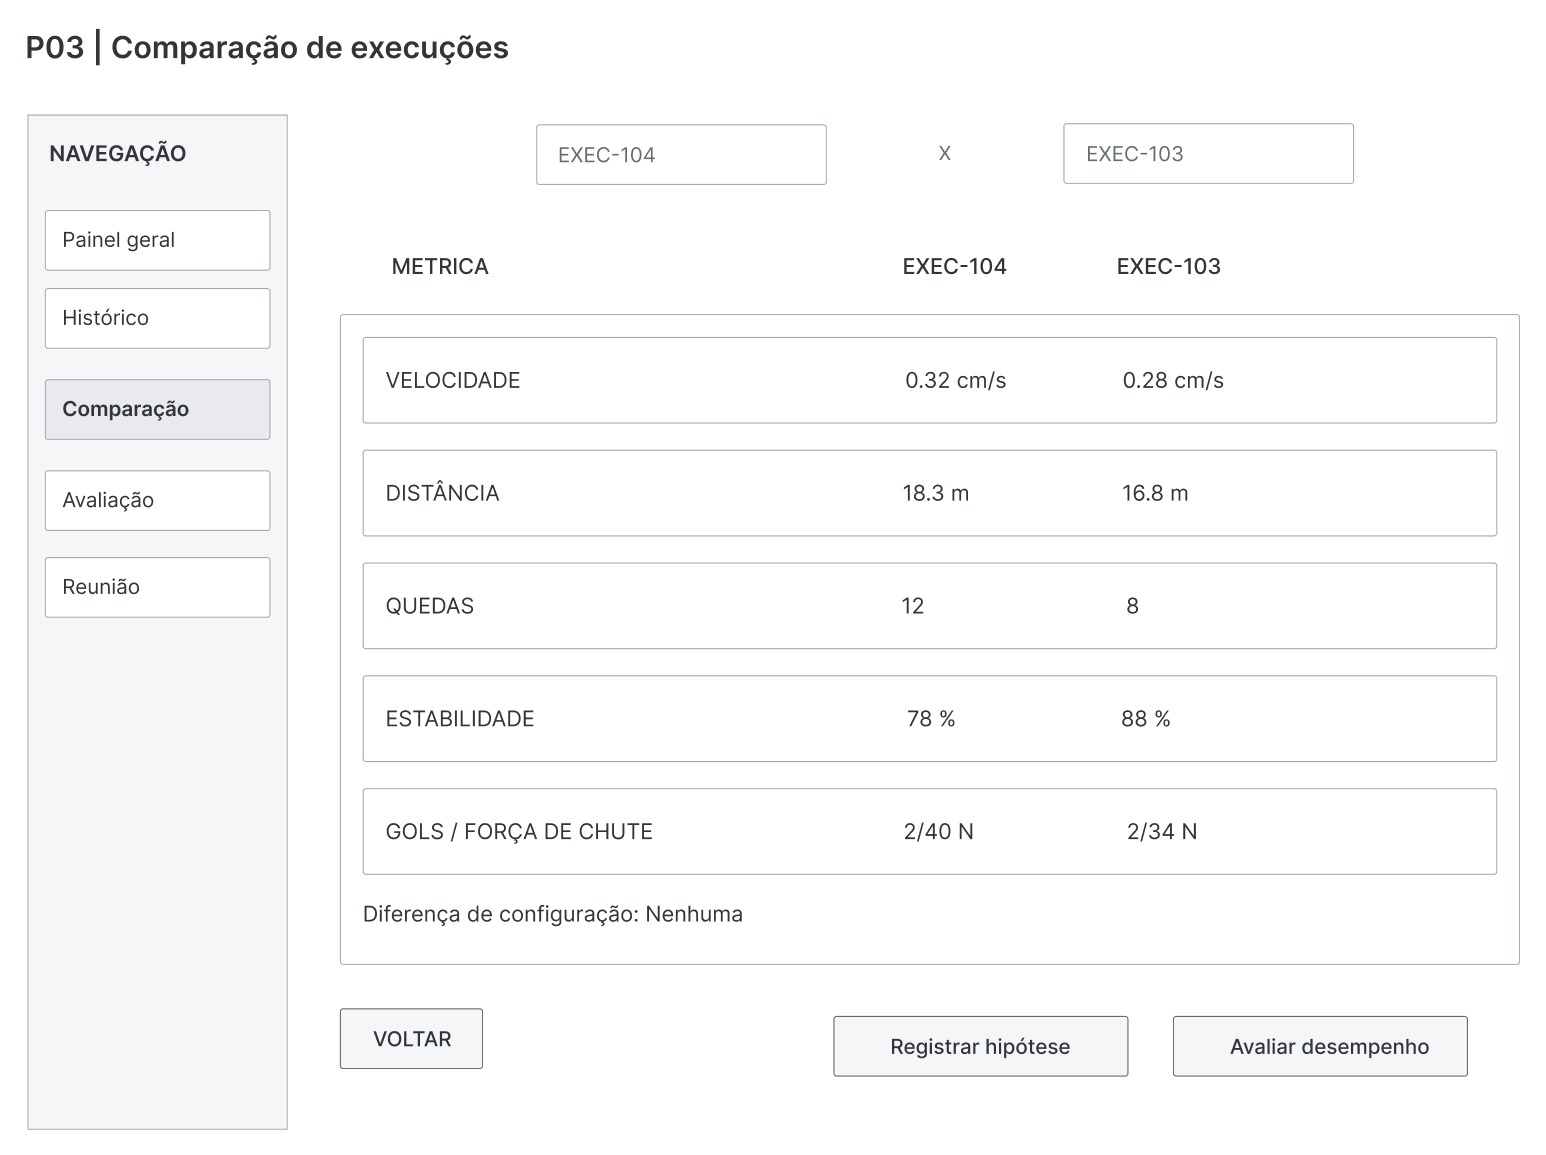 P03 | Comparação de execuções
NAVEGAÇÃO
Painel geral
Histórico
Comparação
Avaliação
Reunião
EXEC-104 X EXEC-103
METRICA EXEC-104 EXEC-103
VELOCIDADE 0.32 cm/s 0.28 cm/s
DISTÂNCIA 18.3 m 16.8 m
QUEDAS 12 8
ESTABILIDADE 78 % 88 %
GOLS / FORÇA DE CHUTE 2/40 N 2/34 N
Diferença de configuração: Nenhuma
VOLTAR Registrar hipótese Avaliar desempenho